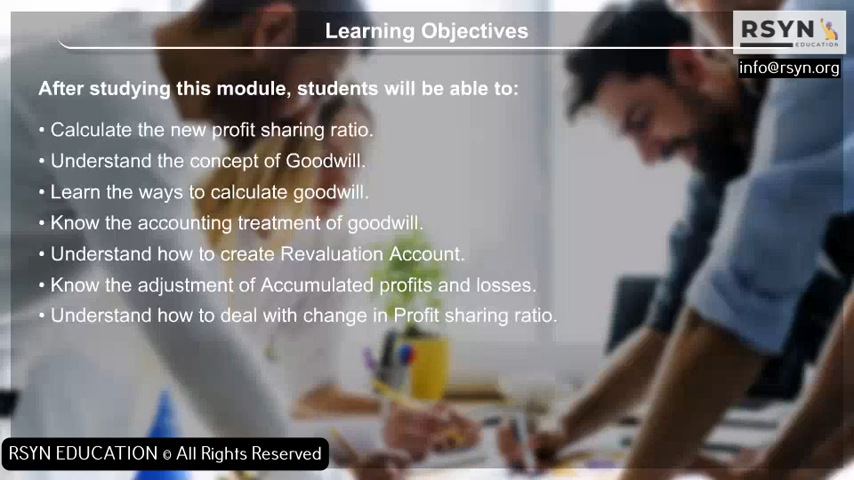 Learning Objectives
RSYN
EDUCATION
info@rsyn.org
After studying this module, students will be able to:
• Calculate the new profit sharing ratio.
• Understand the concept of Goodwill.
• Learn the ways to calculate goodwill.
• Know the accounting treatment of goodwill.
• Understand how to create Revaluation Account.
• Know the adjustment of Accumulated profits and losses.
• Understand how to deal with change in Profit sharing ratio.
RSYN EDUCATION © All Rights Reserved